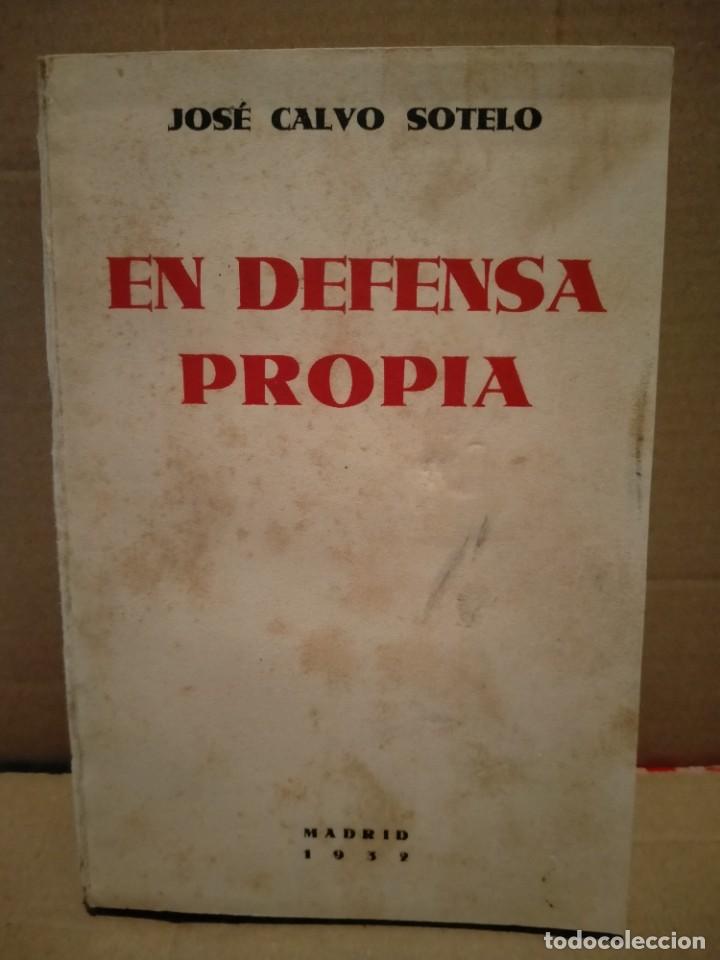 JOSÉ CALVO SOTELO
EN DEFENSA
PROPIA
MADRID
1932
todocoleccion